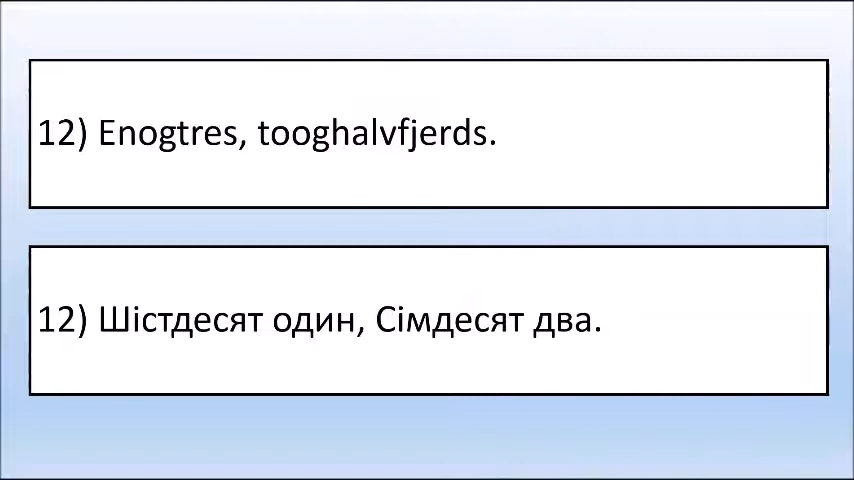 12) Enogtres, tooghalvfjerds.
12) Шістдесят один, Сімдесят два.